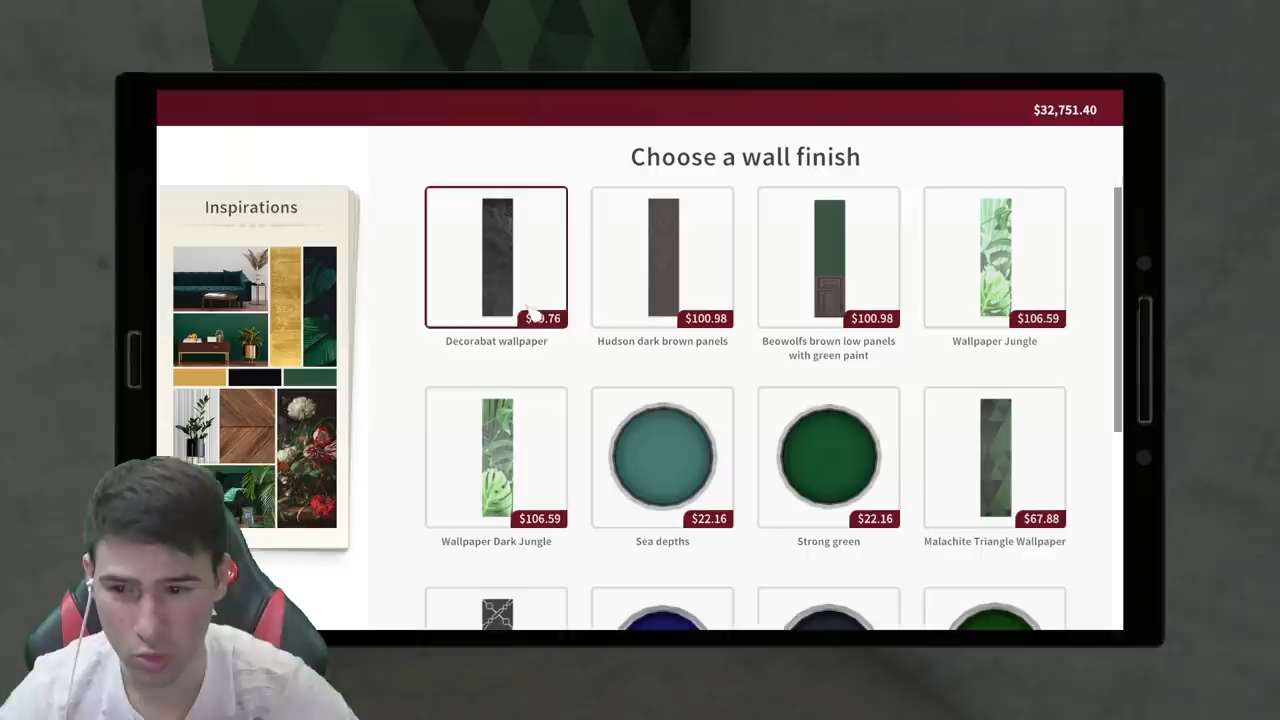 $32,751.40
Choose a wall finish
Inspirations
Decorabat wallpaper
$100.98
Hudson dark brown panels
$100.98
Beowolfs brown low panels
with green paint
$106.59
Wallpaper Jungle
$106.59
Wallpaper Dark Jungle
$22.16
Sea depths
$22.16
Strong green
$67.88
Malachite Triangle Wallpaper